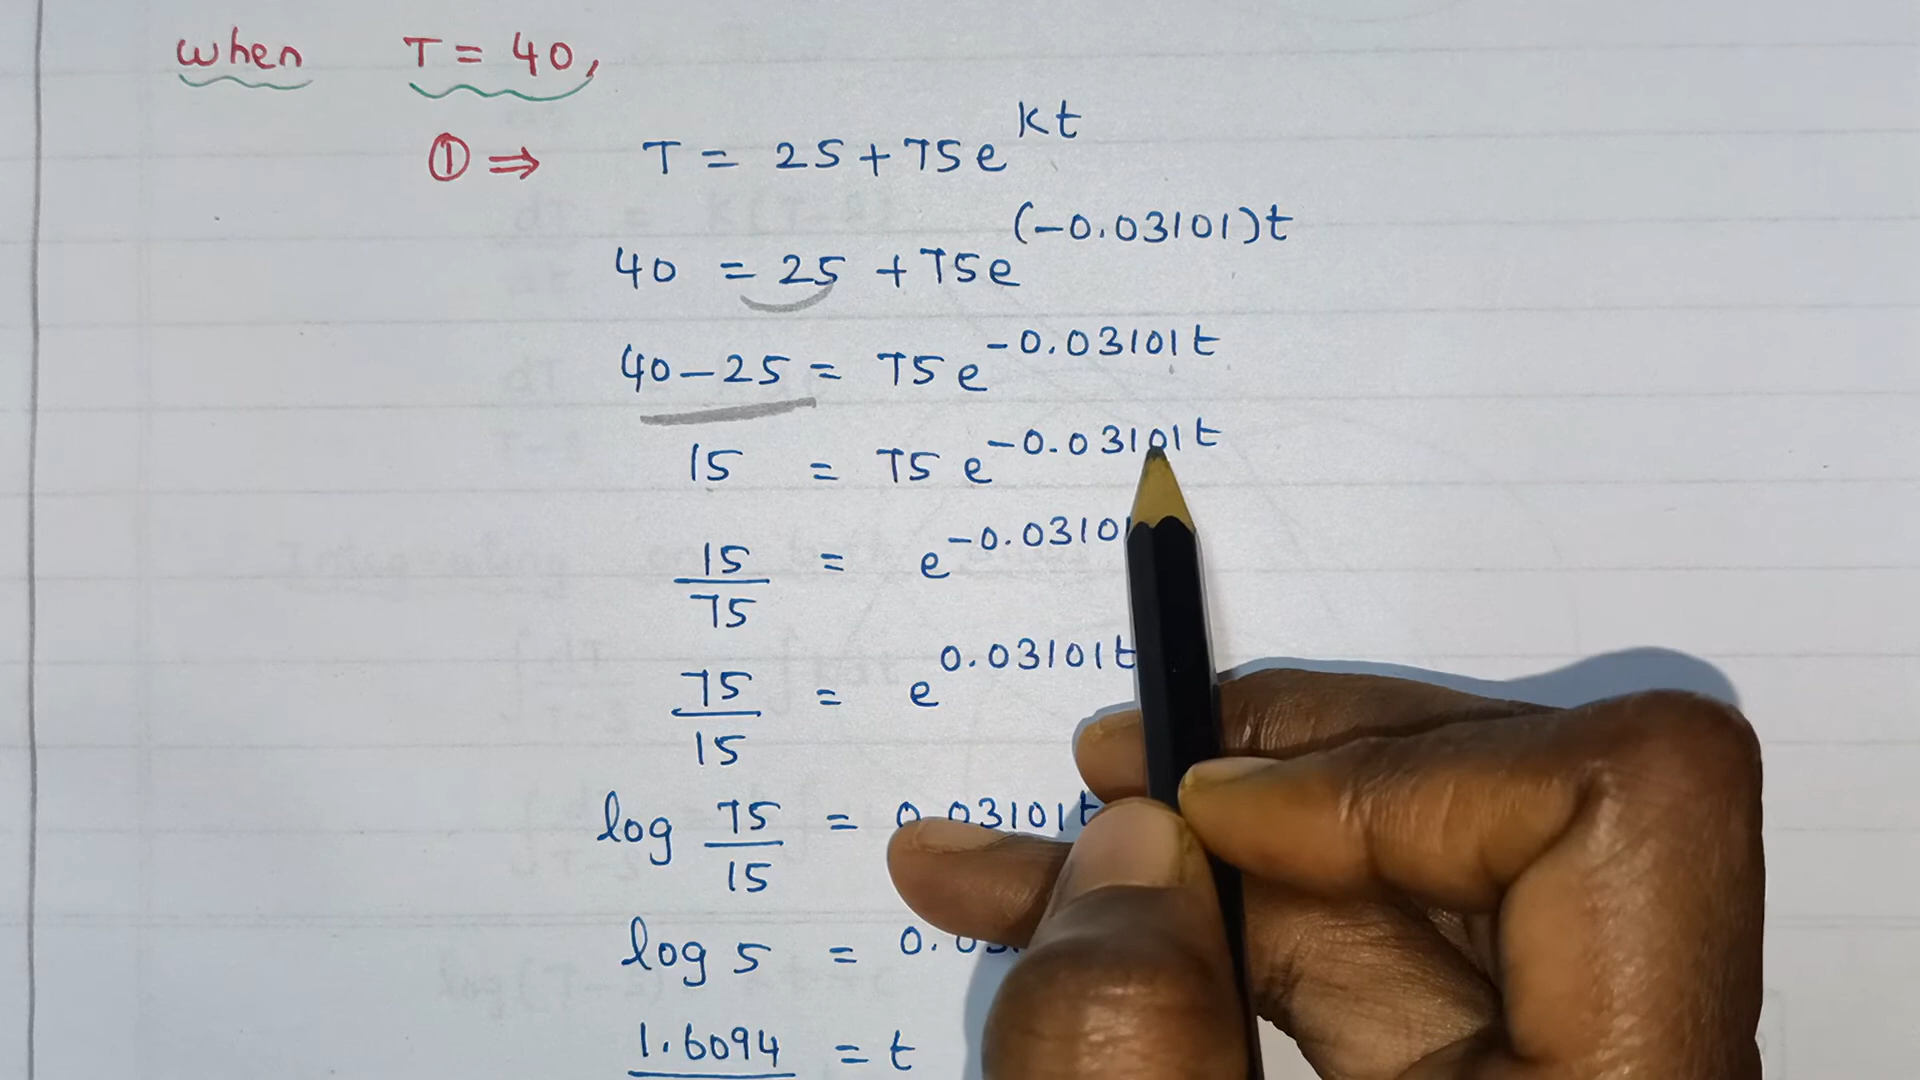 when T = 40,
① ⇒ T = 25 + 75e^kt
40 = 25 + 75e^(-0.03101)t
40 - 25 = 75e^-0.03101t
15 = 75e^-0.03101t
15/75 = e^-0.0310
75/15 = e^0.03101t
log 75/15 = 0.03101t
log 5 = 0.03
1.6094 = t